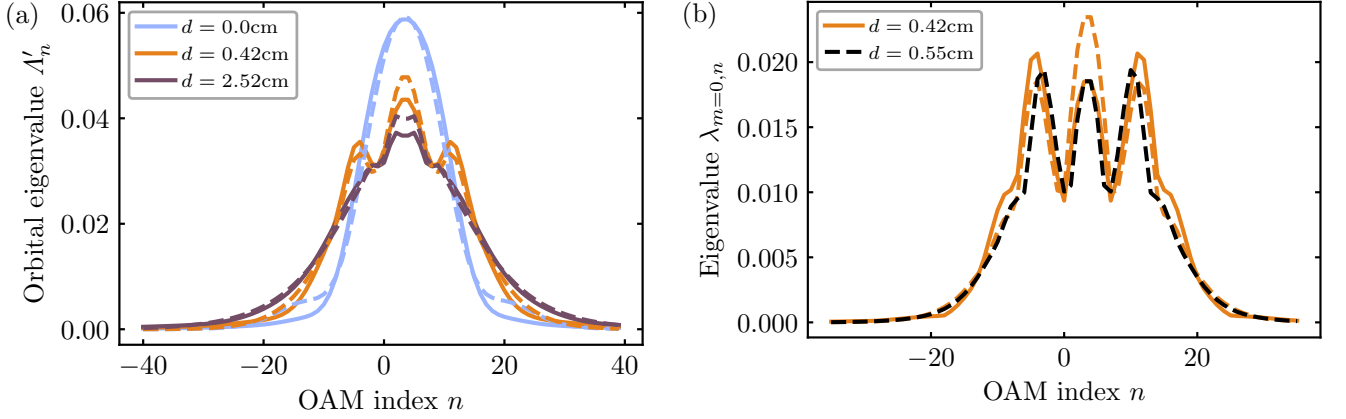 (a)
Orbital eigenvalue Λ′ₙ
0.06
0.04
0.02
0.00
d = 0.0cm
d = 0.42cm
d = 2.52cm
−40
−20
0
20
40
OAM index n
(b)
Eigenvalue λₘ₌₀,ₙ
0.020
0.015
0.010
0.005
0.000
d = 0.42cm
d = 0.55cm
−20
0
20
OAM index n